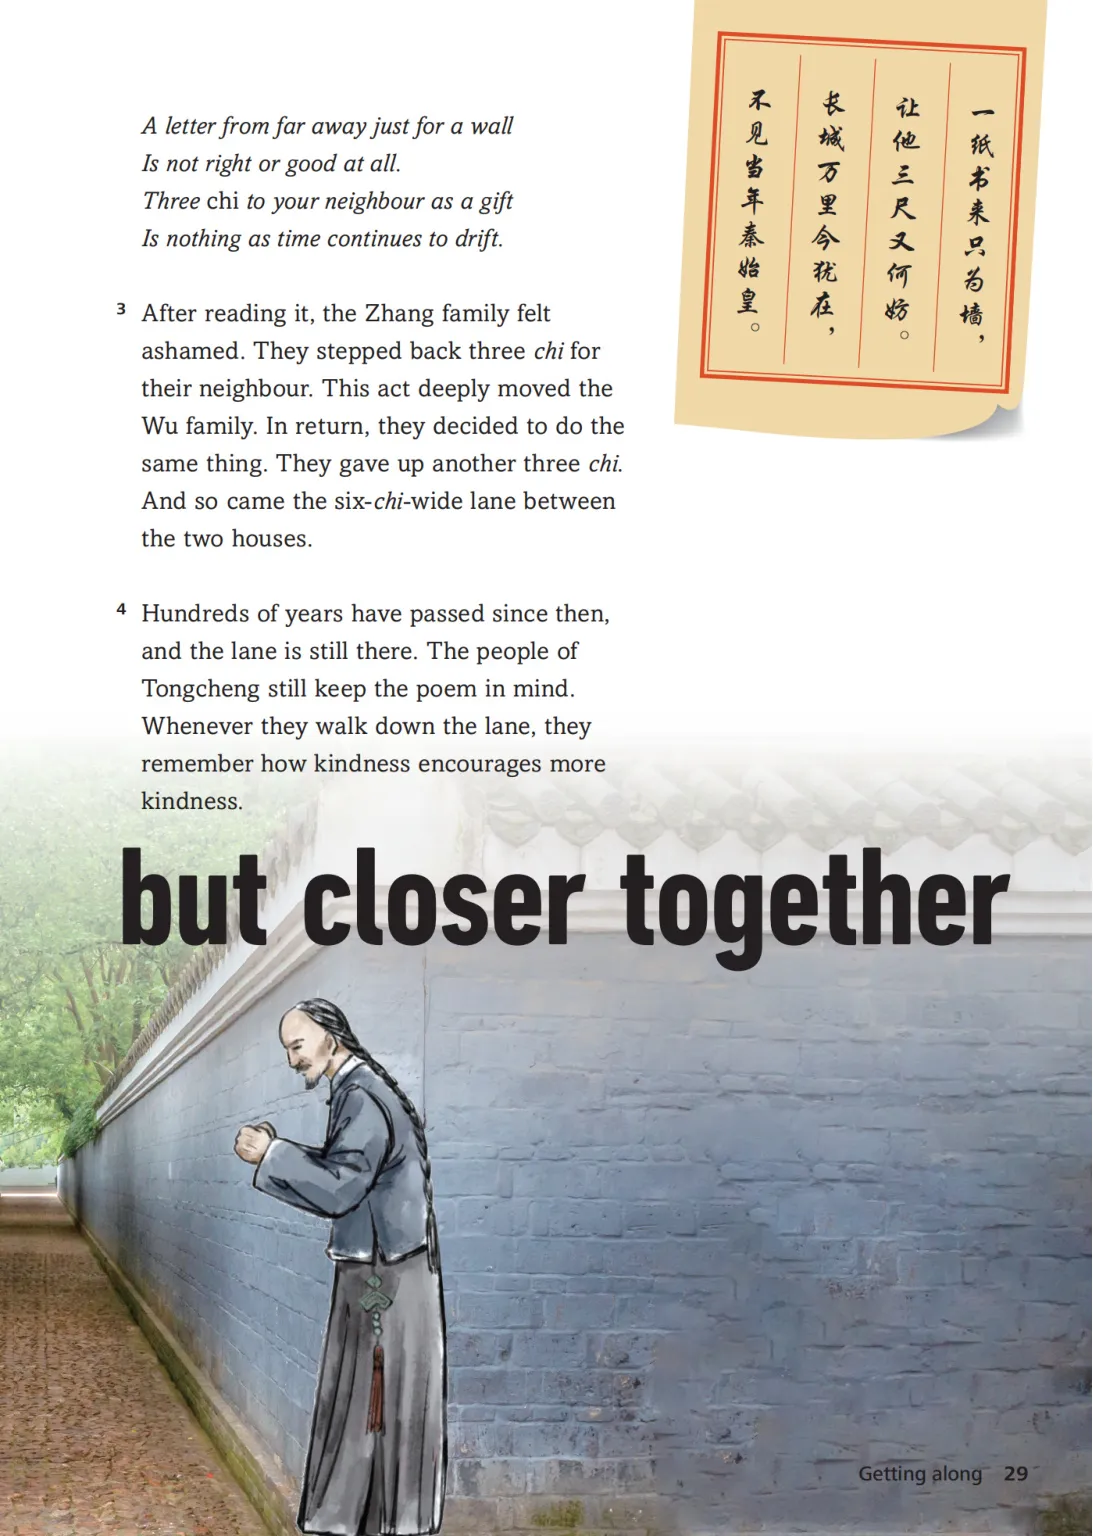 A letter from far away just for a wall
Is not right or good at all.
Three chi to your neighbour as a gift
Is nothing as time continues to drift.
一纸书来只为墙，
让他三尺又何妨。
长城万里今犹在，
不见当年秦始皇。
3 After reading it, the Zhang family felt
ashamed. They stepped back three chi for
their neighbour. This act deeply moved the
Wu family. In return, they decided to do the
same thing. They gave up another three chi.
And so came the six-chi-wide lane between
the two houses.
4 Hundreds of years have passed since then,
and the lane is still there. The people of
Tongcheng still keep the poem in mind.
Whenever they walk down the lane, they
remember how kindness encourages more
kindness.
but closer together
Getting along 29